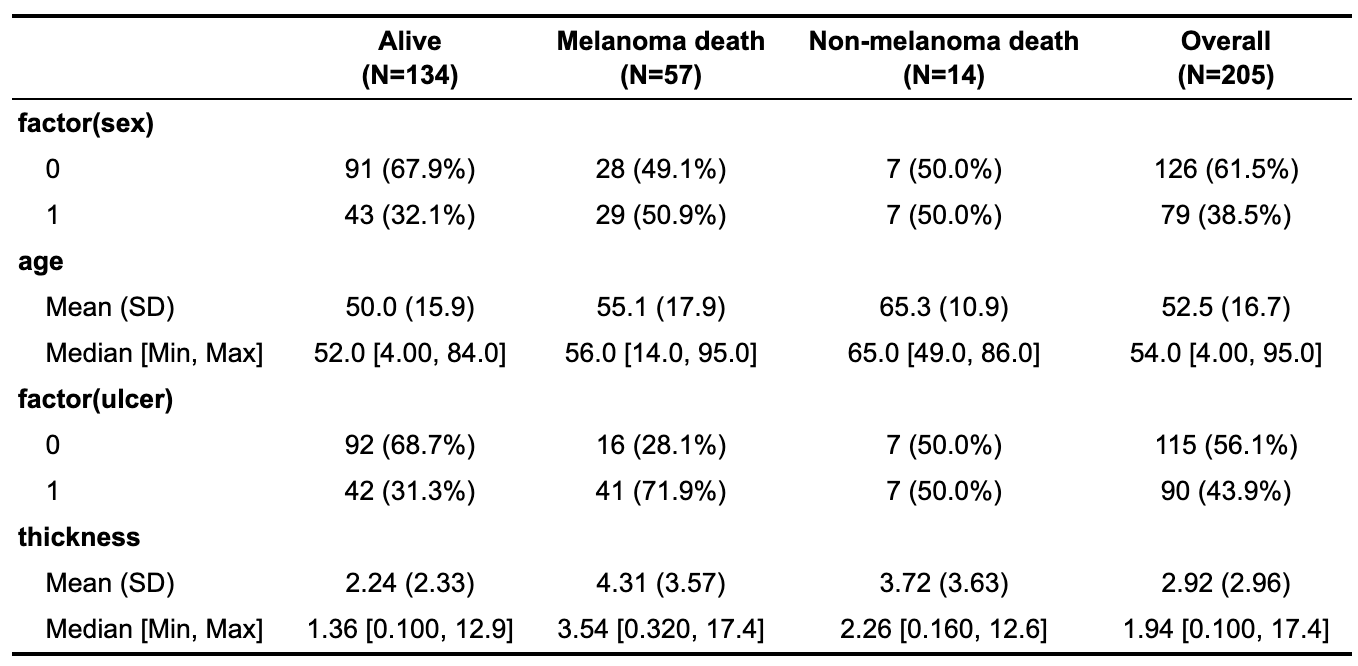 Alive Melanoma death Non-melanoma death Overall
(N=134) (N=57) (N=14) (N=205)
factor(sex)
0 91 (67.9%) 28 (49.1%) 7 (50.0%) 126 (61.5%)
1 43 (32.1%) 29 (50.9%) 7 (50.0%) 79 (38.5%)
age
Mean (SD) 50.0 (15.9) 55.1 (17.9) 65.3 (10.9) 52.5 (16.7)
Median [Min, Max] 52.0 [4.00, 84.0] 56.0 [14.0, 95.0] 65.0 [49.0, 86.0] 54.0 [4.00, 95.0]
factor(ulcer)
0 92 (68.7%) 16 (28.1%) 7 (50.0%) 115 (56.1%)
1 42 (31.3%) 41 (71.9%) 7 (50.0%) 90 (43.9%)
thickness
Mean (SD) 2.24 (2.33) 4.31 (3.57) 3.72 (3.63) 2.92 (2.96)
Median [Min, Max] 1.36 [0.100, 12.9] 3.54 [0.320, 17.4] 2.26 [0.160, 12.6] 1.94 [0.100, 17.4]